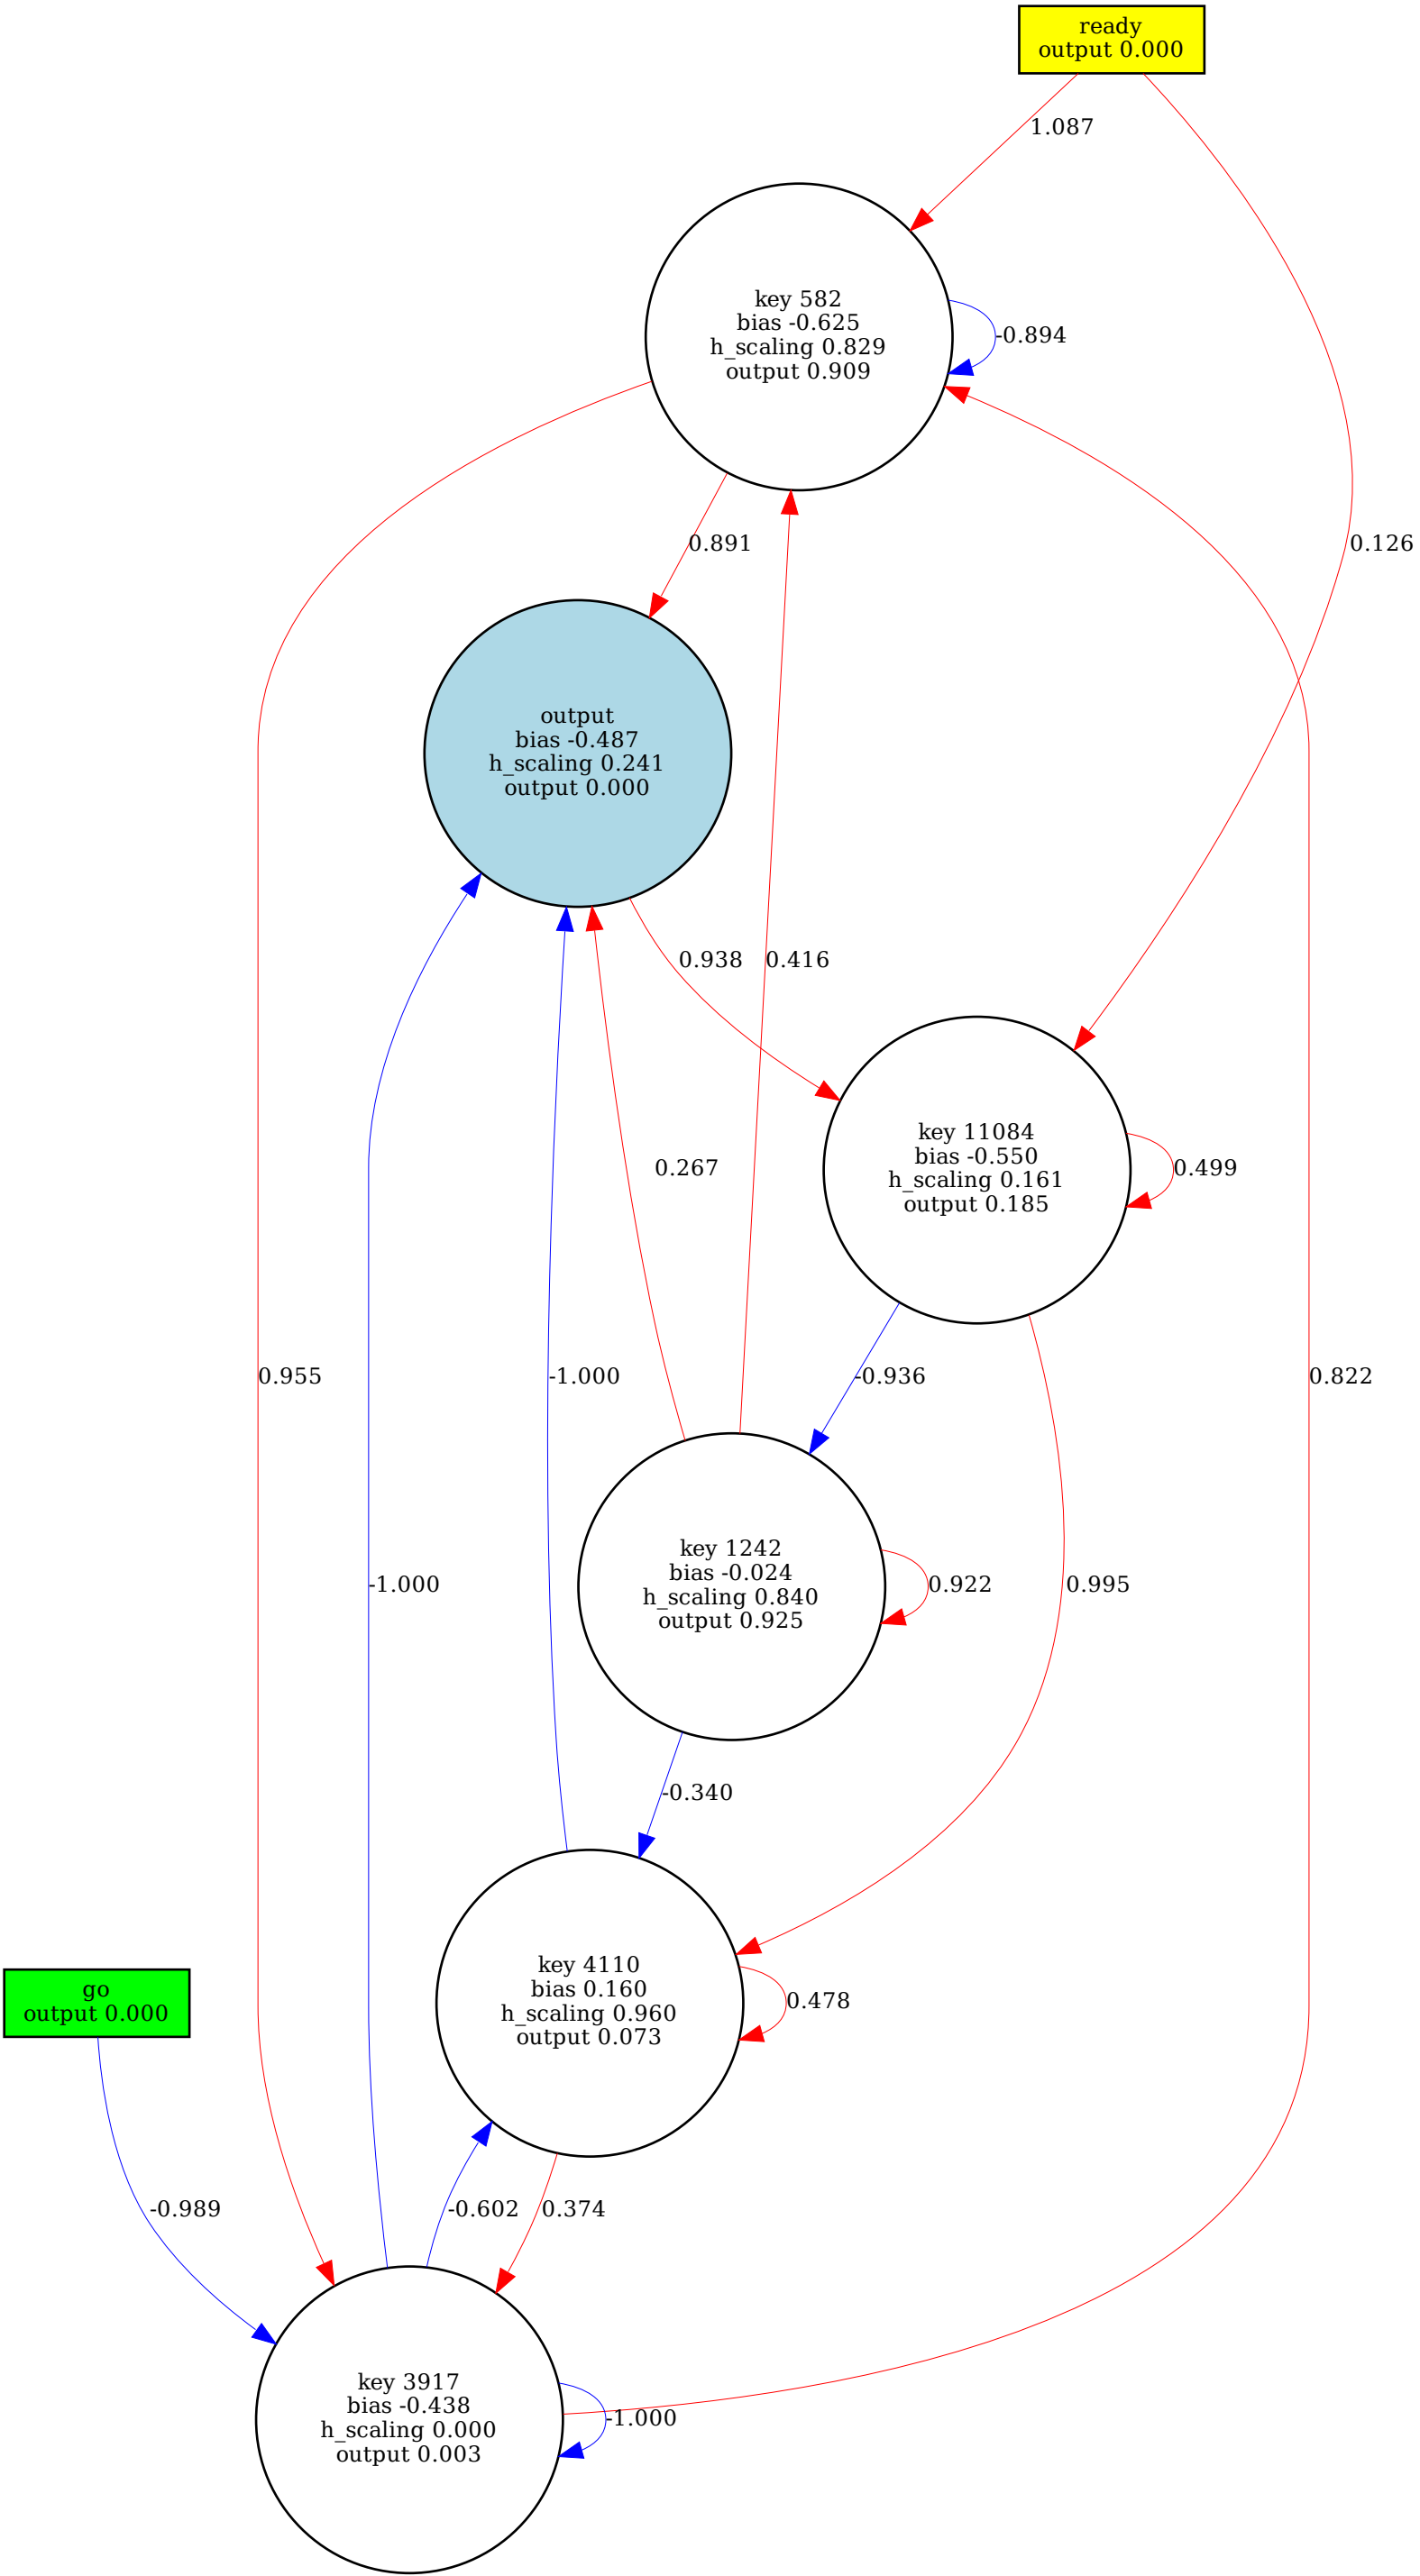 ready
output 0.000
1.087
key 582
bias -0.625
h_scaling 0.829
output 0.909
-0.894
0.891
0.126
output
bias -0.487
h_scaling 0.241
output 0.000
0.938
0.416
key 11084
bias -0.550
h_scaling 0.161
output 0.185
0.267
0.499
0.955
-1.000
-0.936
0.822
key 1242
bias -0.024
h_scaling 0.840
output 0.925
-1.000
0.922
0.995
-0.340
key 4110
bias 0.160
h_scaling 0.960
output 0.073
go
output 0.000
0.478
-0.989
-0.602
0.374
key 3917
bias -0.438
h_scaling 0.000
output 0.003
-1.000